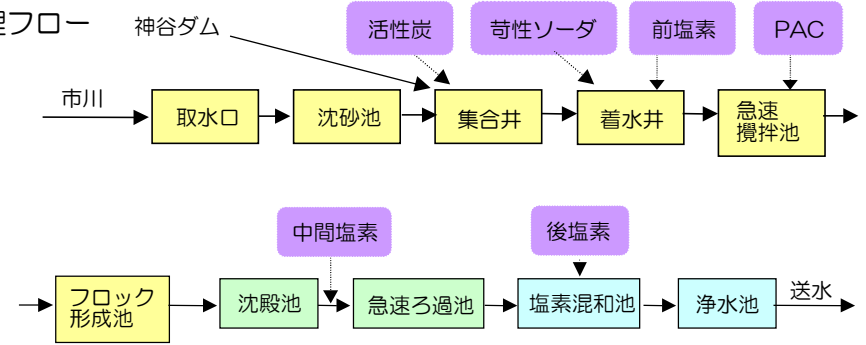 理フロー
神谷ダム
活性炭
苛性ソーダ
前塩素
PAC
市川
取水口
沈砂池
集合井
着水井
急速
攪拌池
中間塩素
後塩素
フロック
形成池
沈殿池
急速ろ過池
塩素混和池
浄水池
送水